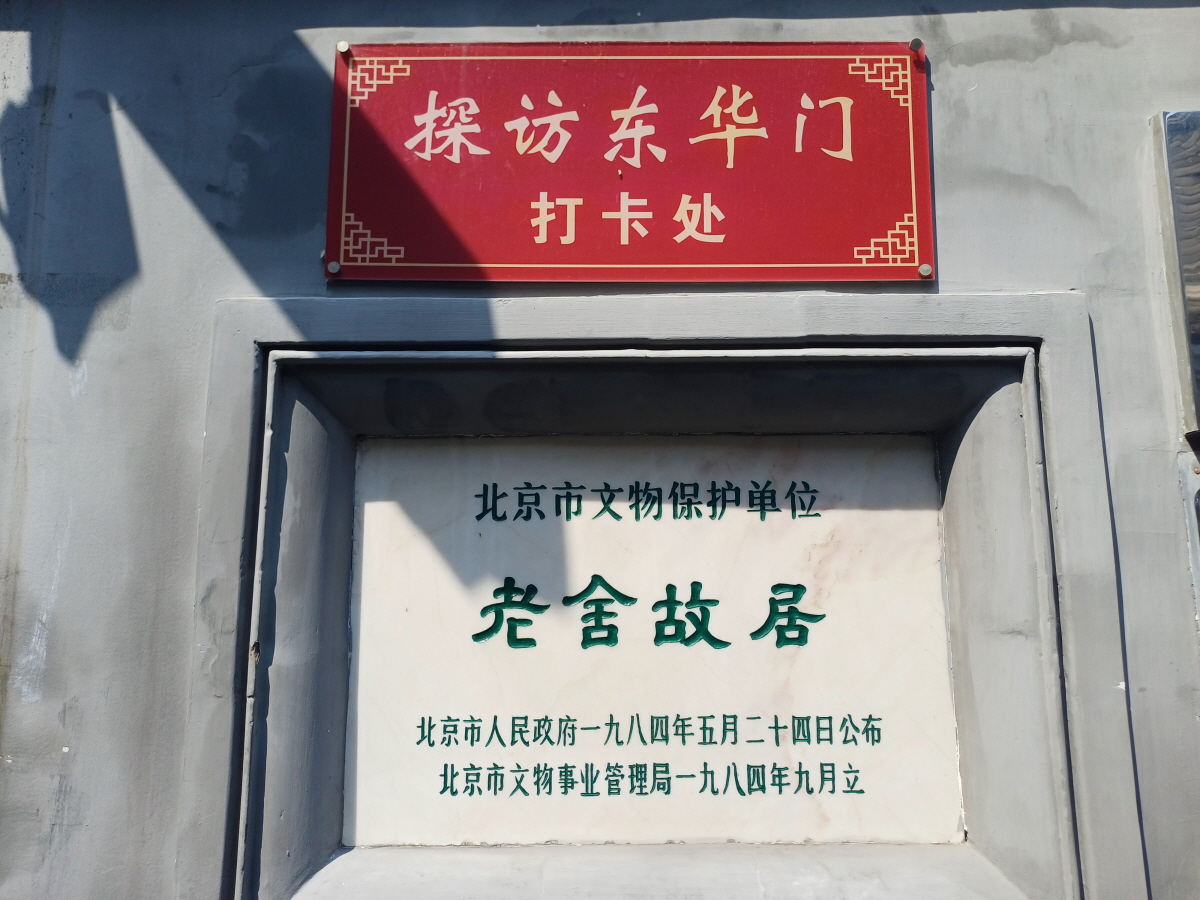 探访东华门
打卡处
北京市文物保护单位
老舍故居
北京市人民政府一九八四年五月二十四日公布
北京市文物事业管理局一九八四年九月立